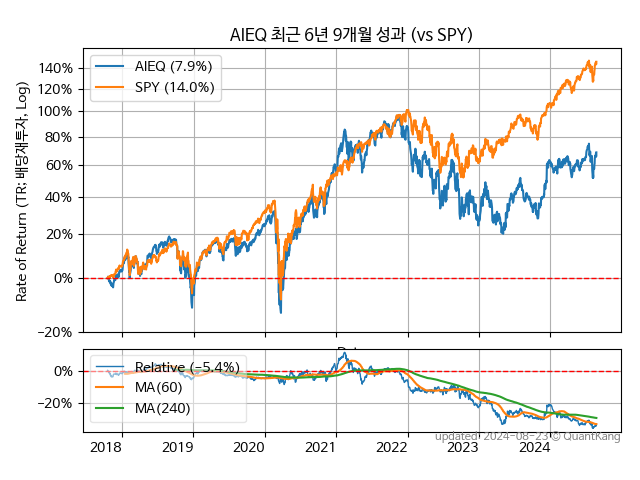 AIEQ 최근 6년 9개월 성과 (vs SPY)
Rate of Return (TR: 배당재투자, Log)
AIEQ (7.9%)
SPY (14.0%)
140%
120%
100%
80%
60%
40%
20%
0%
−20%
Relative (−5.4%)
MA(60)
MA(240)
0%
−20%
updated: 2024-08-23 © QuantKang
2018 2019 2020 2021 2022 2023 2024